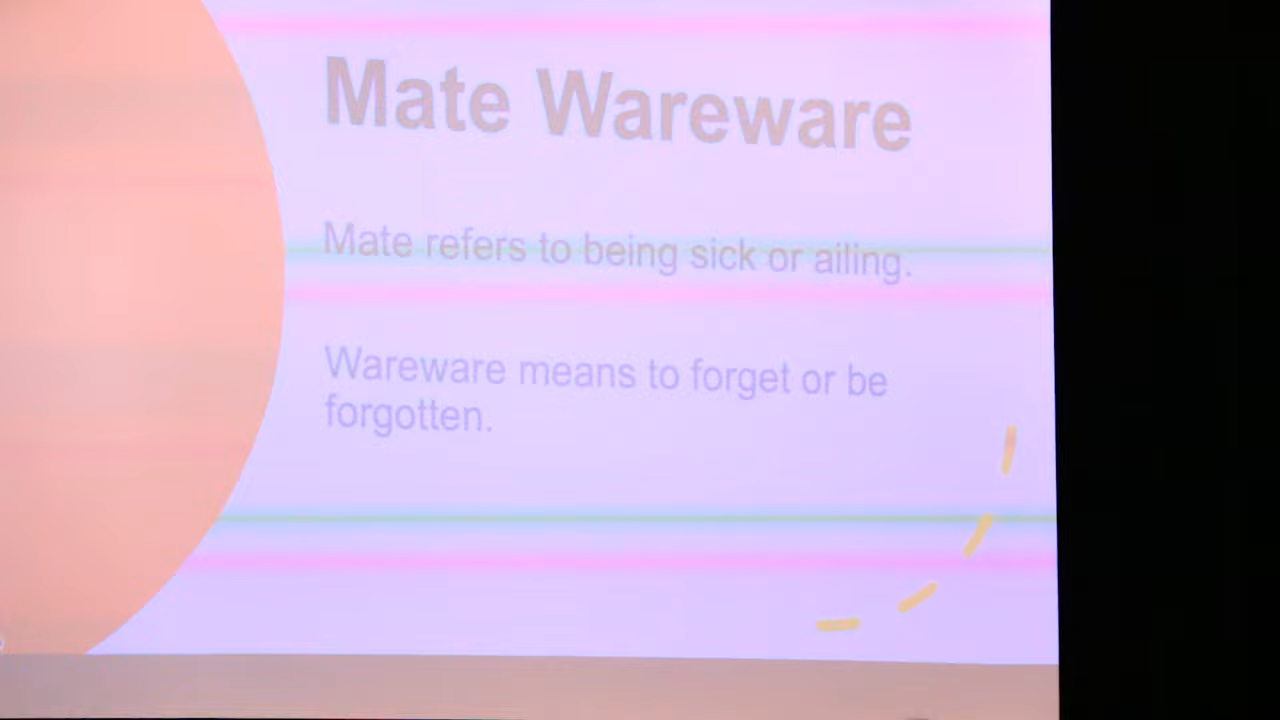 Mate Wareware
Mate refers to being sick or ailing.
Wareware means to forget or be
forgotten.